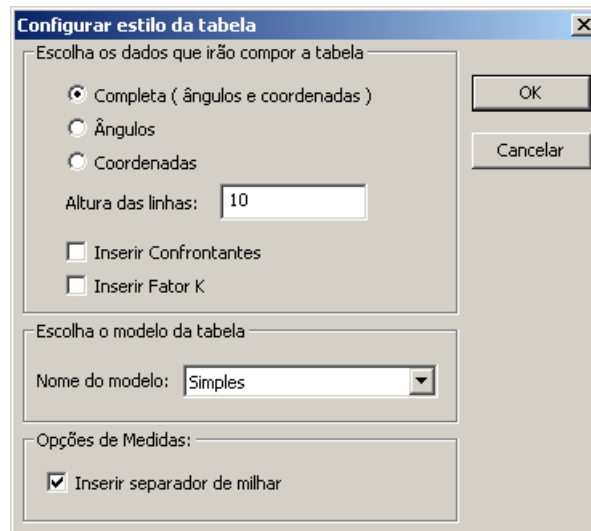 Configurar estilo da tabela
Escolha os dados que irão compor a tabela
Completa ( ângulos e coordenadas )
Ângulos
Coordenadas
Altura das linhas: 10
Inserir Confrontantes
Inserir Fator K
OK
Cancelar
Escolha o modelo da tabela
Nome do modelo: Simples
Opções de Medidas:
Inserir separador de milhar